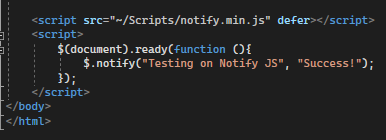 <script src="~/Scripts/notify.min.js" defer></script>
<script>
$(document).ready(function (){
$.notify("Testing on Notify JS", "Success!");
});
</script>
</body>
</html>